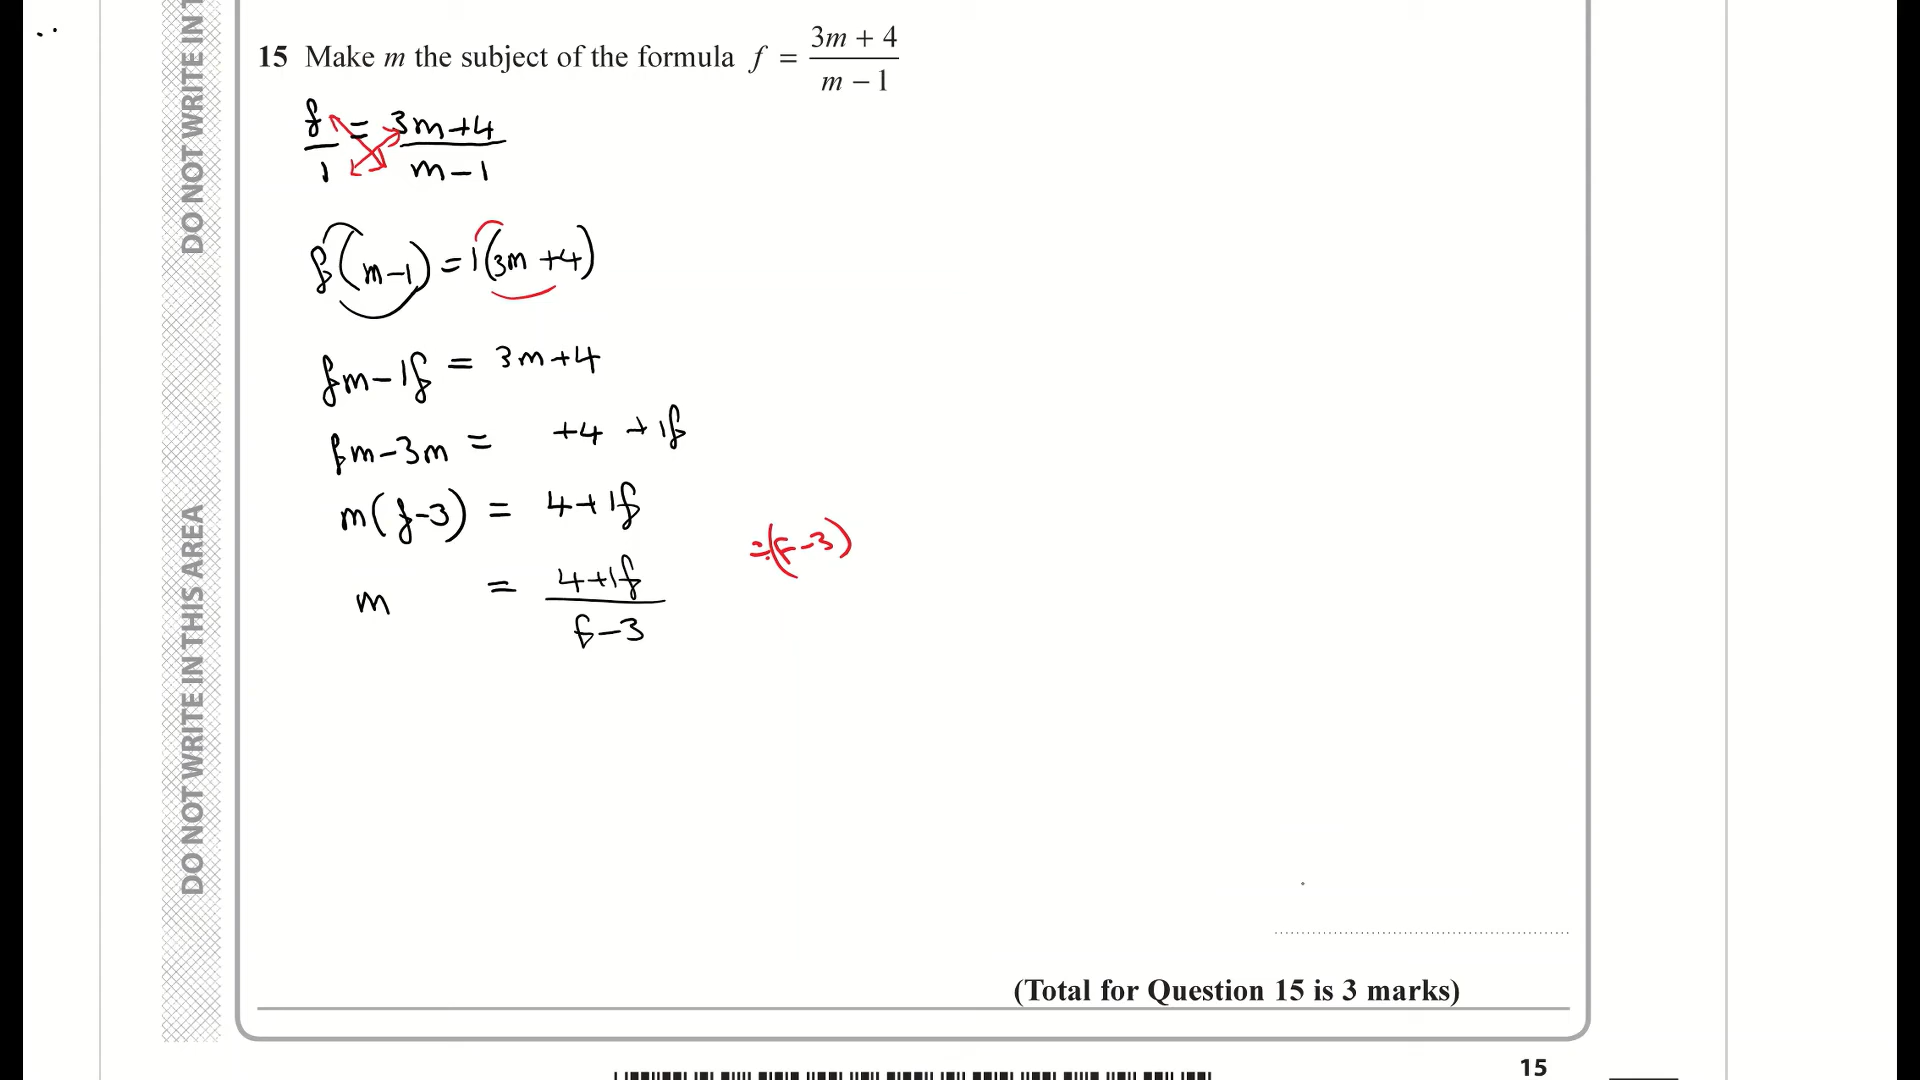 15 Make m the subject of the formula f = (3m + 4)/(m − 1)
f/1 = (3m+4)/(m−1)
f(m−1) = 1(3m+4)
fm−1f = 3m+4
fm−3m = +4 +1f
m(f−3) = 4+1f
÷(f−3)
m = (4+1f)/(f−3)
(Total for Question 15 is 3 marks)
15
DO NOT WRITE IN T
DO NOT WRITE IN THIS AREA